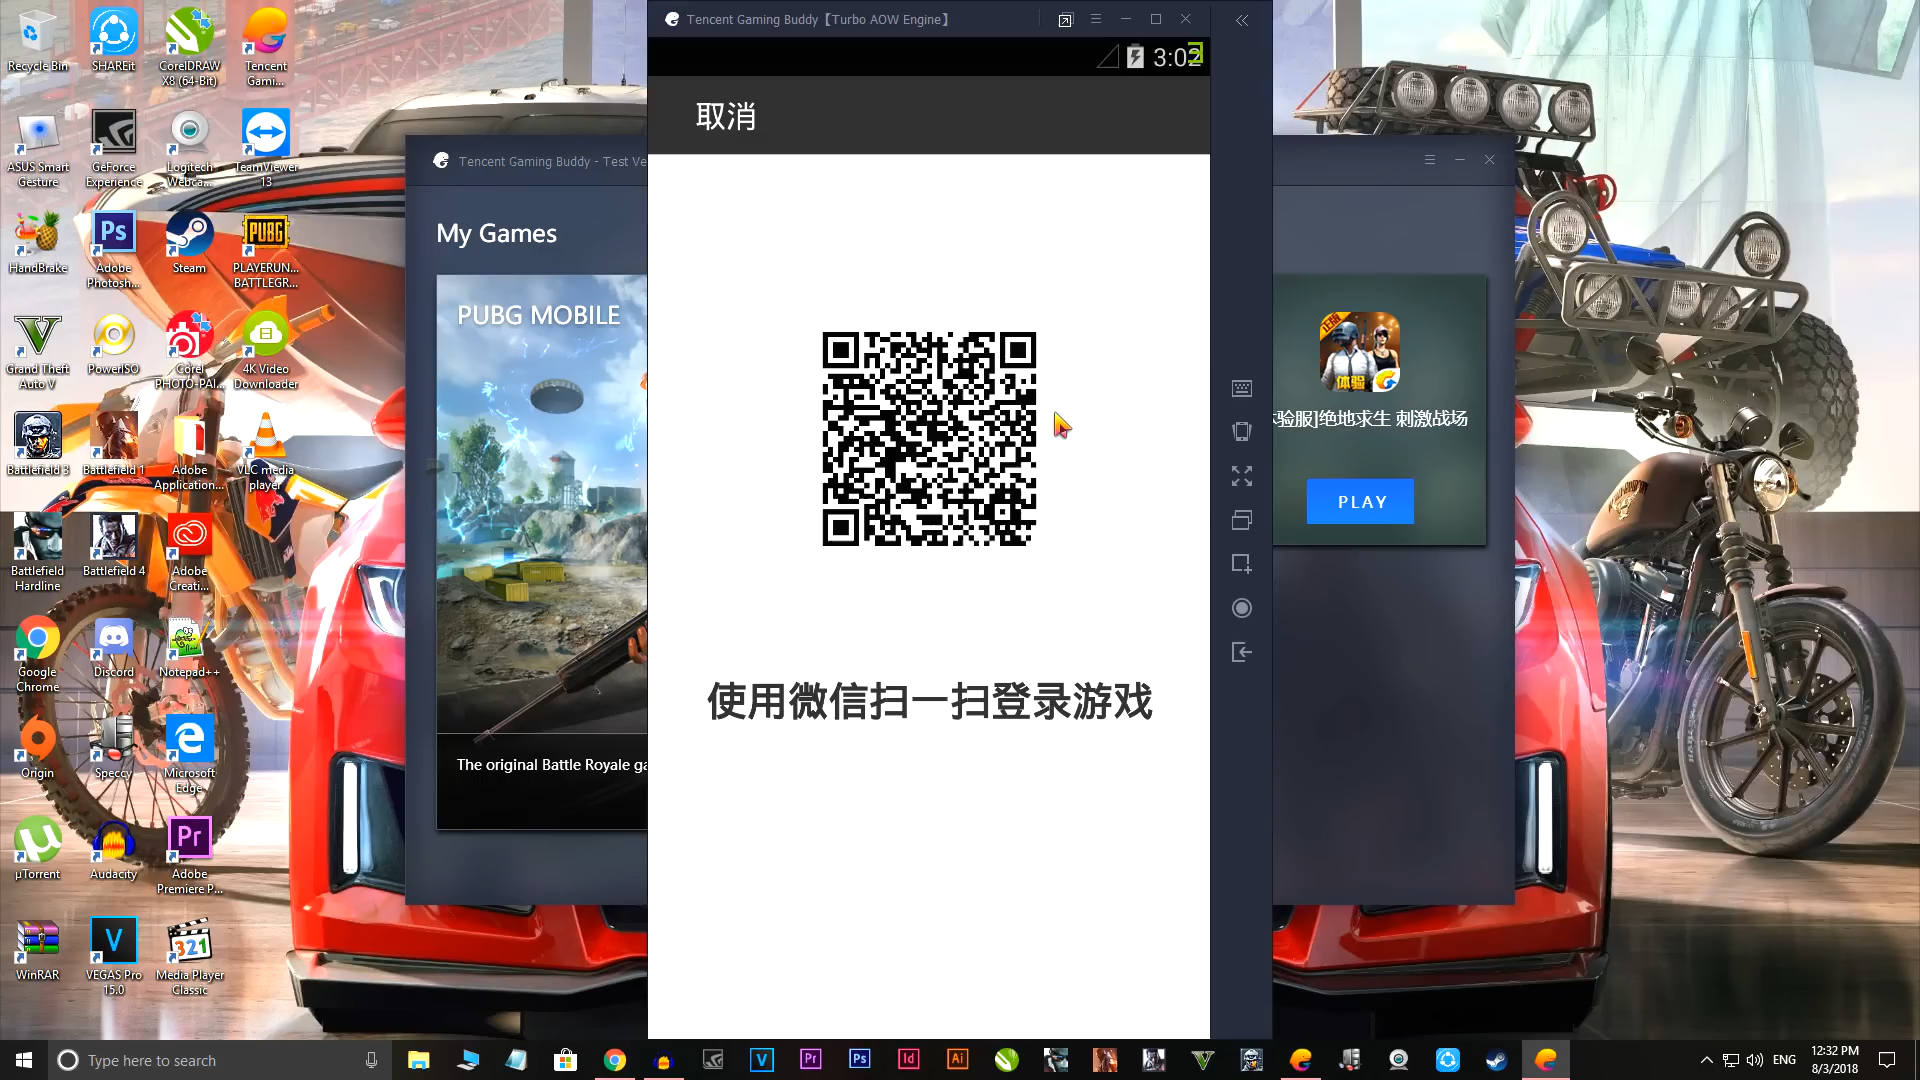 Recycle Bin
SHAREit
CorelDRAW
X8 (64-Bit)
Tencent
Gami...
ASUS Smart
Gesture
GeForce
Experience
Logitech
Webca...
TeamViewer
13
HandBrake
Adobe
Photosh...
Steam
PLAYERUN...
BATTLEGR...
Grand Theft
Auto V
PowerISO
Corel
PHOTO-PAI...
4K Video
Downloader
Battlefield 3
Battlefield 1
Adobe
Application...
VLC media
player
Battlefield
Hardline
Battlefield 4
Adobe
Creati...
Google
Chrome
Discord
Notepad++
Origin
Speccy
Microsoft
Edge
µTorrent
Audacity
Adobe
Premiere P...
WinRAR
VEGAS Pro
15.0
Media Player
Classic
Tencent Gaming Buddy - Test Ve
My Games
PUBG MOBILE
The original Battle Royale ga
Tencent Gaming Buddy【Turbo AOW Engine】
3:02
取消
使用微信扫一扫登录游戏
正版
体验
验服]绝地求生 刺激战场
PLAY
Type here to search
ENG
12:32 PM
8/3/2018